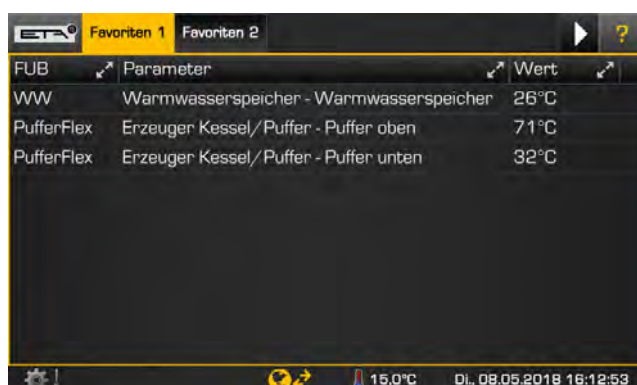 ETA Favoriten 1 Favoriten 2 ?
FUB Parameter Wert
WW Warmwasserspeicher - Warmwasserspeicher 26°C
PufferFlex Erzeuger Kessel/Puffer - Puffer oben 71°C
PufferFlex Erzeuger Kessel/Puffer - Puffer unten 32°C
! 15.0°C Di., 08.05.2018 16:12:53